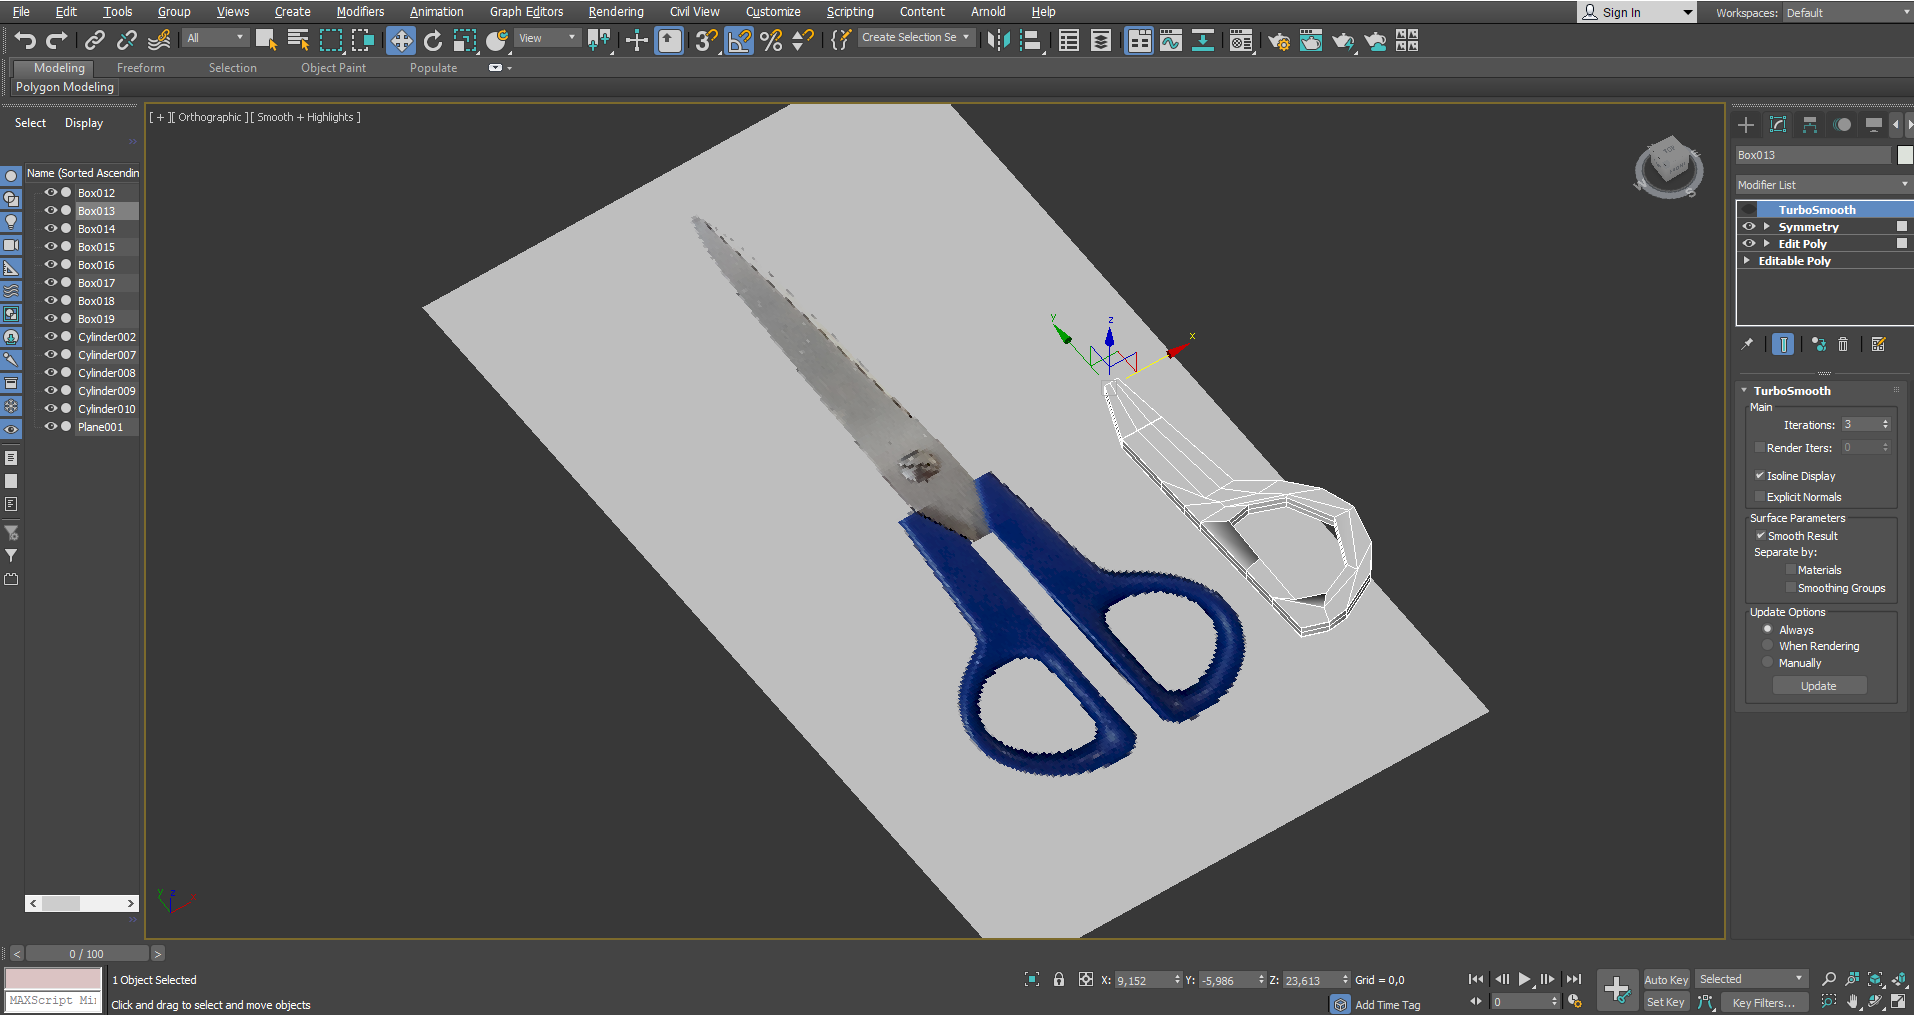 File Edit Tools Group Views Create Modifiers Animation Graph Editors Rendering Civil View Customize Scripting Content Arnold Help
Sign In Workspaces: Default
All View Create Selection Se
Modeling Freeform Selection Object Paint Populate
Polygon Modeling
Select Display
[ + ][ Orthographic ][ Smooth + Highlights ]
Name (Sorted Ascendin
Box012
Box013
Box014
Box015
Box016
Box017
Box018
Box019
Cylinder002
Cylinder007
Cylinder008
Cylinder009
Cylinder010
Plane001
y z x
TOP
W S
y z
Box013
Modifier List
TurboSmooth
Symmetry
Edit Poly
Editable Poly
TurboSmooth
Main
Iterations: 3
Render Iters: 0
Isoline Display
Explicit Normals
Surface Parameters
Smooth Result
Separate by:
Materials
Smoothing Groups
Update Options
Always
When Rendering
Manually
Update
< 0 / 100 >
1 Object Selected
MAXScript Mi
Click and drag to select and move objects
X: 9,152 Y: -5,986 Z: 23,613 Grid = 0,0
Add Time Tag
0
Auto Key Selected
Set Key Key Filters...